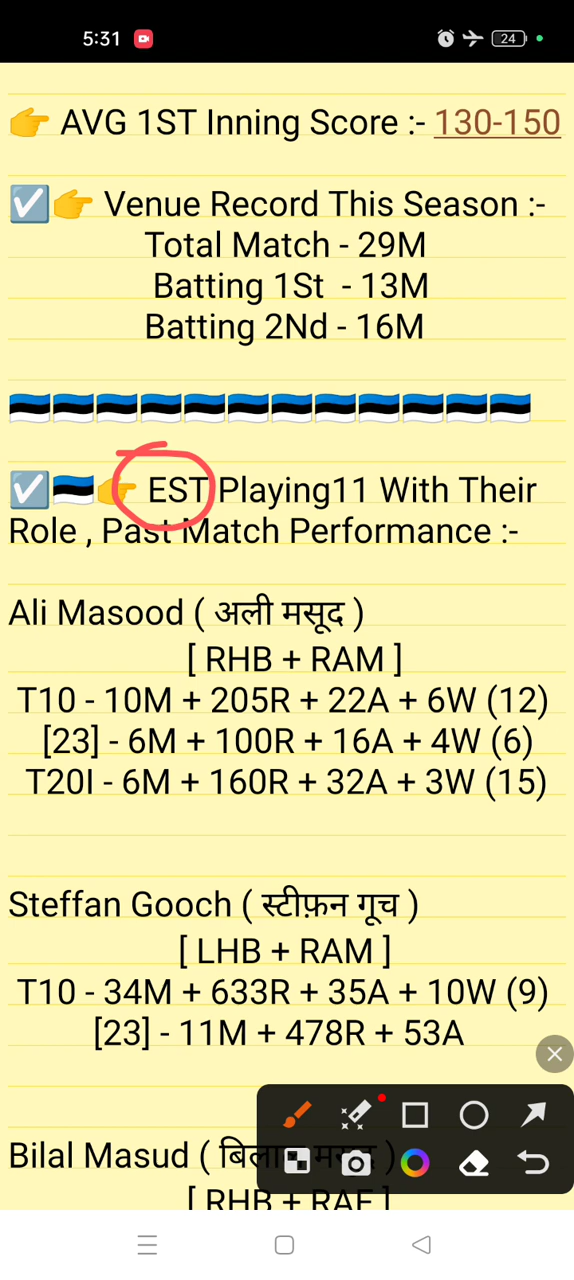 5:31
24
👉 AVG 1ST Inning Score :- 130-150
☑️👉 Venue Record This Season :-
Total Match - 29M
Batting 1St - 13M
Batting 2Nd - 16M
☑️🇪🇪👉 EST Playing11 With Their
Role , Past Match Performance :-
Ali Masood ( अली मसूद )
[ RHB + RAM ]
T10 - 10M + 205R + 22A + 6W (12)
[23] - 6M + 100R + 16A + 4W (6)
T20I - 6M + 160R + 32A + 3W (15)
Steffan Gooch ( स्टीफ़न गूच )
[ LHB + RAM ]
T10 - 34M + 633R + 35A + 10W (9)
[23] - 11M + 478R + 53A
Bilal Masud (
[ RHB + RAF ]